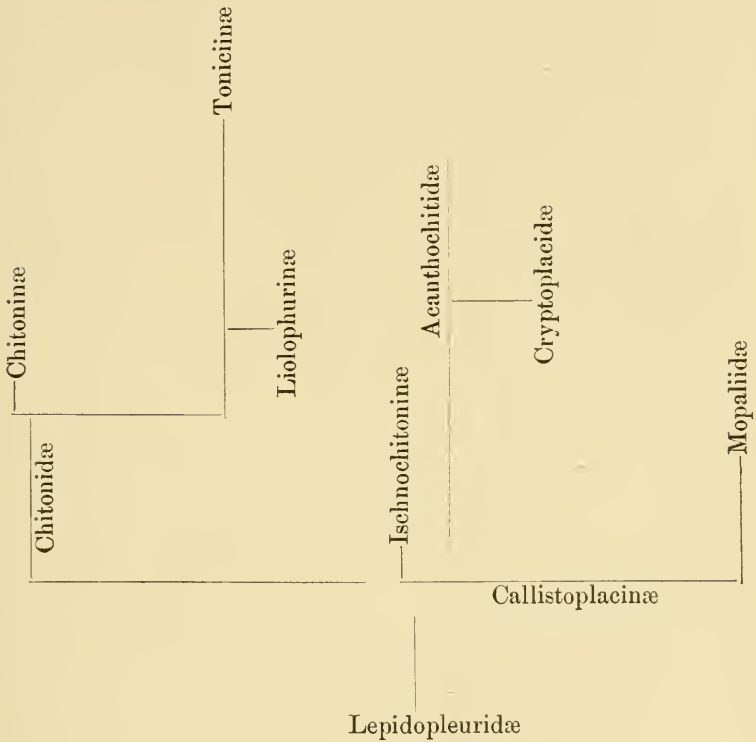 Toniciinæ
Chitoninæ
Liolophurinæ
Acanthochitidæ
Cryptoplacidæ
Chitonidæ
Ischnochitoninæ
Mopaliidæ
Callistoplacinæ
Lepidopleuridæ